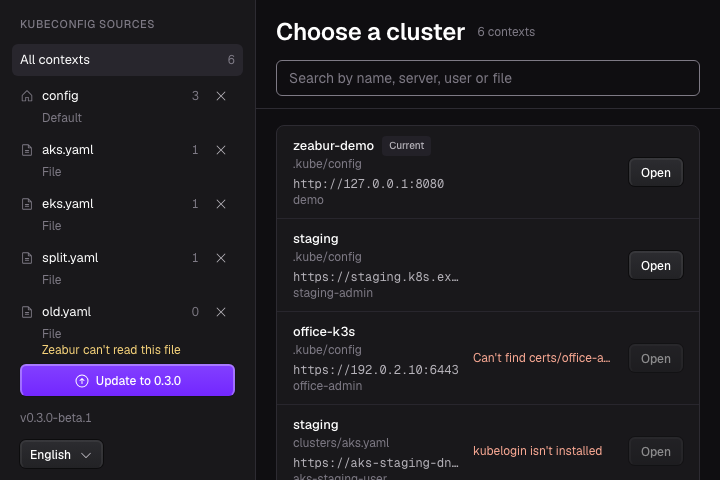 KUBECONFIG SOURCES
All contexts 6
config 3
Default
aks.yaml 1
File
eks.yaml 1
File
split.yaml 1
File
old.yaml 0
File
Zeabur can't read this file
Update to 0.3.0
v0.3.0-beta.1
English
Choose a cluster 6 contexts
Search by name, server, user or file
zeabur-demo Current
.kube/config
http://127.0.0.1:8080
demo
Open
staging
.kube/config
https://staging.k8s.ex…
staging-admin
Open
office-k3s
.kube/config
https://192.0.2.10:6443
office-admin
Can't find certs/office-a…
Open
staging
clusters/aks.yaml
https://aks-staging-dn…
aks-staging-user
kubelogin isn't installed
Open